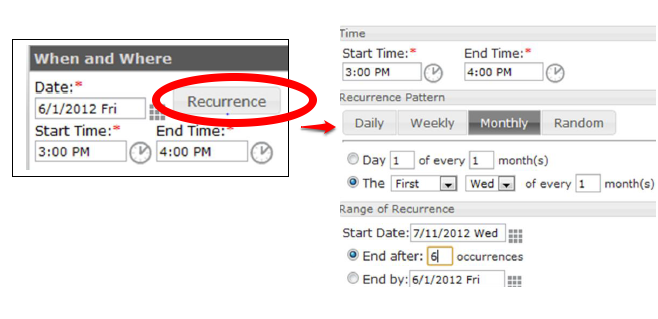 When and Where
Date:*
6/1/2012 Fri
Recurrence
Start Time:* End Time:*
3:00 PM 4:00 PM
Time
Start Time:* End Time:*
3:00 PM 4:00 PM
Recurrence Pattern
Daily Weekly Monthly Random
Day 1 of every 1 month(s)
The First Wed of every 1 month(s)
Range of Recurrence
Start Date: 7/11/2012 Wed
End after: 6 occurrences
End by: 6/1/2012 Fri